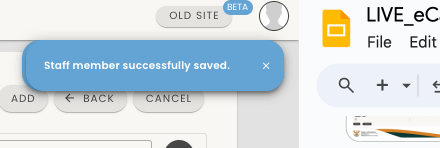 OLD SITE
BETA
Staff member successfully saved.
ADD
BACK
CANCEL
LIVE_eC
File Edit